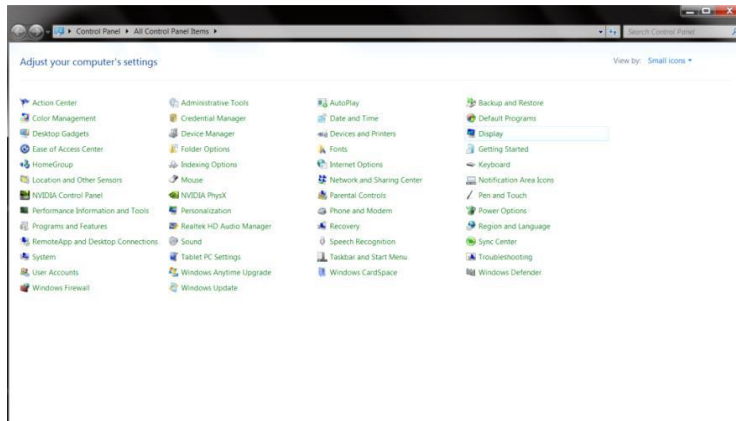 Control Panel ▸ All Control Panel Items ▸ Search Control Panel
Adjust your computer's settings View by: Small icons
Action Center Administrative Tools AutoPlay Backup and Restore
Color Management Credential Manager Date and Time Default Programs
Desktop Gadgets Device Manager Devices and Printers Display
Ease of Access Center Folder Options Fonts Getting Started
HomeGroup Indexing Options Internet Options Keyboard
Location and Other Sensors Mouse Network and Sharing Center Notification Area Icons
NVIDIA Control Panel NVIDIA PhysX Parental Controls Pen and Touch
Performance Information and Tools Personalization Phone and Modem Power Options
Programs and Features Realtek HD Audio Manager Recovery Region and Language
RemoteApp and Desktop Connections Sound Speech Recognition Sync Center
System Tablet PC Settings Taskbar and Start Menu Troubleshooting
User Accounts Windows Anytime Upgrade Windows CardSpace Windows Defender
Windows Firewall Windows Update